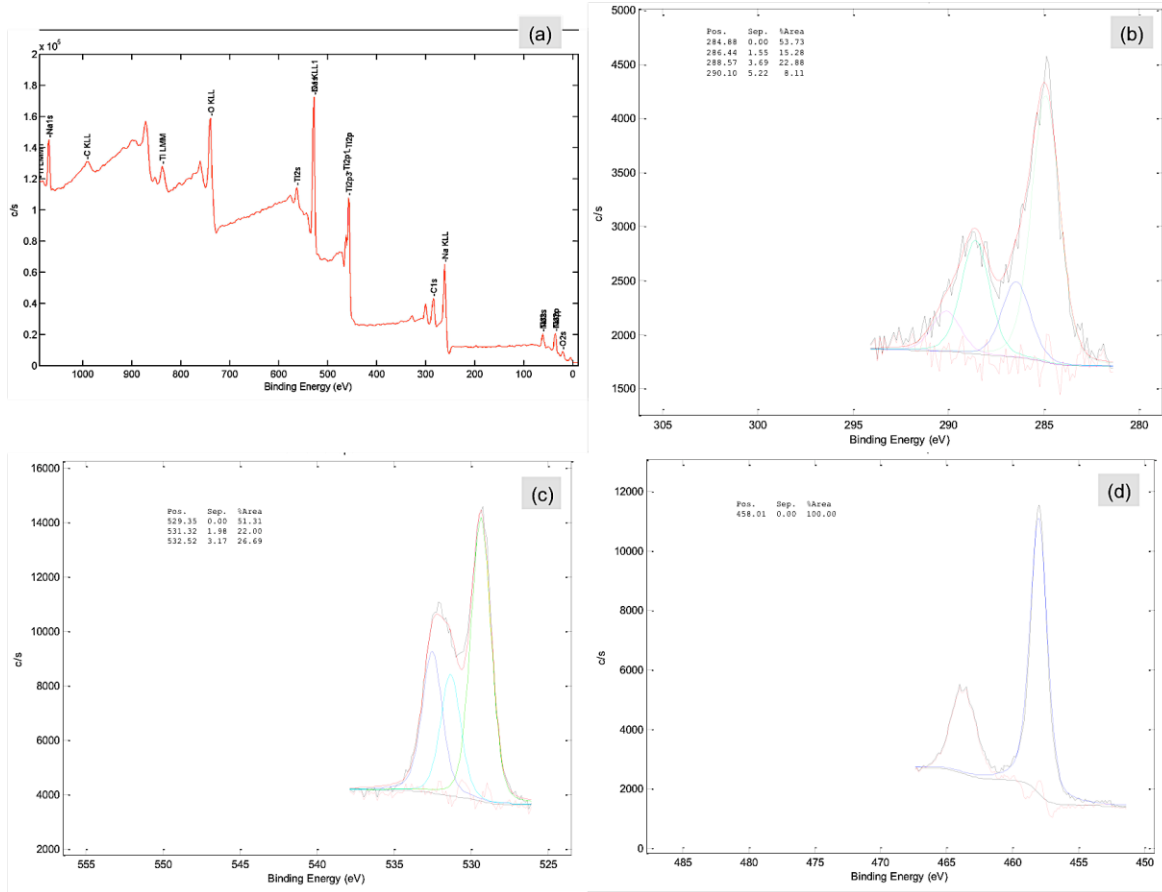 (a)
x 10^5
2
1.8
1.6
1.4
1.2
1
0.8
0.6
0.4
0.2
0
c/s
-Na1s
-C KLL
-Ti LMM
-O KLL
-Ti2s
-Ti2p3
-Ti2p1
-Ti2p
-C1s
-Na KLL
-O2s
1000 900 800 700 600 500 400 300 200 100 0
Binding Energy (eV)
(b)
Pos. Sep. %Area
284.88 0.00 53.73
286.44 1.55 15.28
288.57 3.69 22.88
290.10 5.22 8.11
5000
4500
4000
3500
3000
2500
2000
1500
c/s
305 300 295 290 285 280
Binding Energy (eV)
(c)
Pos. Sep. %Area
529.35 0.00 51.31
531.32 1.98 22.00
532.52 3.17 26.69
16000
14000
12000
10000
8000
6000
4000
2000
c/s
555 550 545 540 535 530 525
Binding Energy (eV)
(d)
Pos. Sep. %Area
458.01 0.00 100.00
12000
10000
8000
6000
4000
2000
0
c/s
485 480 475 470 465 460 455 450
Binding Energy (eV)